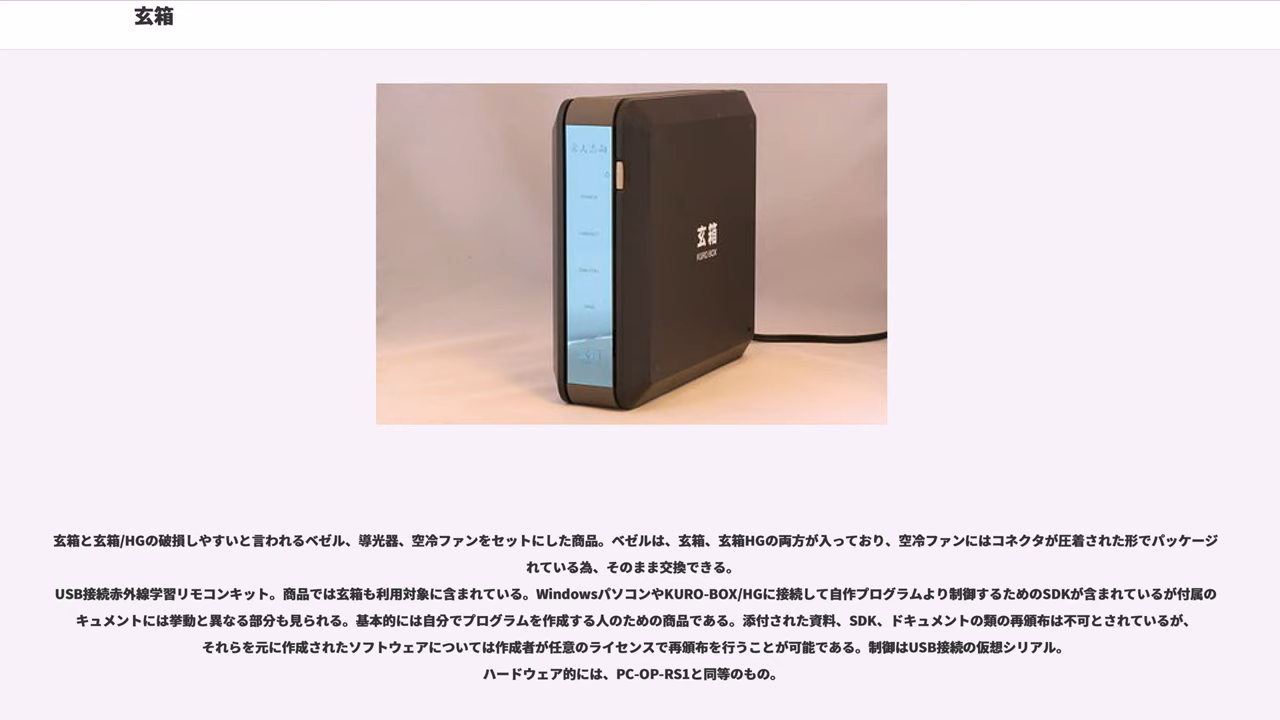 玄箱
玄箱
KURO-BOX
玄箱と玄箱/HGの破損しやすいと言われるベゼル、導光器、空冷ファンをセットにした商品。ベゼルは、玄箱、玄箱HGの両方が入っており、空冷ファンにはコネクタが圧着された形でパッケージ
れている為、そのまま交換できる。
USB接続赤外線学習リモコンキット。商品では玄箱も利用対象に含まれている。WindowsパソコンやKURO-BOX/HGに接続して自作プログラムより制御するためのSDKが含まれているが付属の
キュメントには挙動と異なる部分も見られる。基本的には自分でプログラムを作成する人のための商品である。添付された資料、SDK、ドキュメントの類の再頒布は不可とされているが、
それらを元に作成されたソフトウェアについては作成者が任意のライセンスで再頒布を行うことが可能である。制御はUSB接続の仮想シリアル。
ハードウェア的には、PC-OP-RS1と同等のもの。